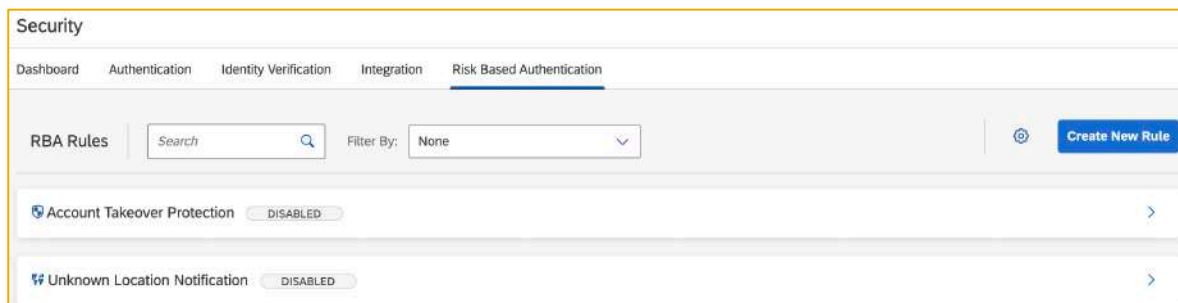 Security
Dashboard Authentication Identity Verification Integration Risk Based Authentication
RBA Rules Search Filter By: None Create New Rule
Account Takeover Protection DISABLED
Unknown Location Notification DISABLED